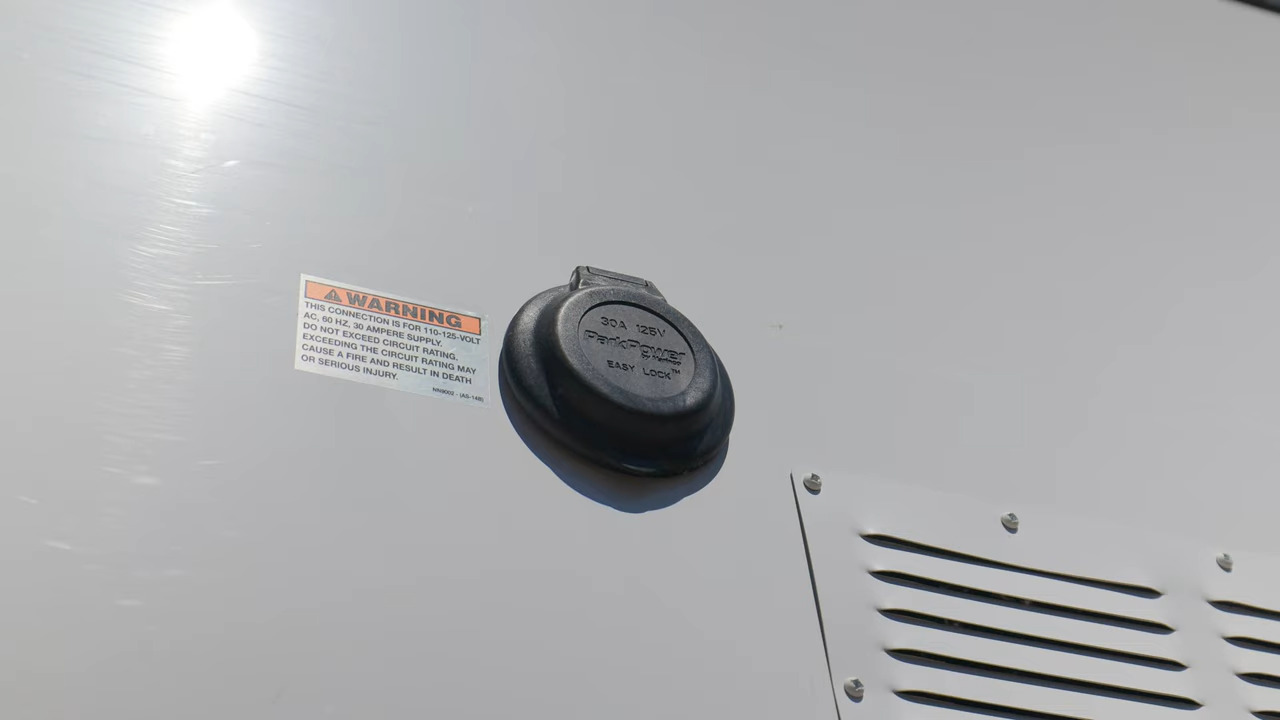 WARNING
THIS CONNECTION IS FOR 110-125-VOLT
AC, 60 HZ, 30 AMPERE SUPPLY.
DO NOT EXCEED CIRCUIT RATING.
EXCEEDING THE CIRCUIT RATING MAY
CAUSE A FIRE AND RESULT IN DEATH
OR SERIOUS INJURY.
30A 125V
ParkPower
EASY LOCK™